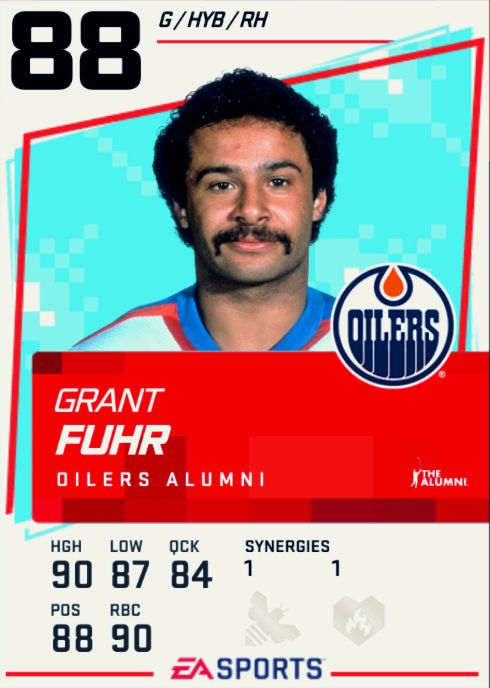 88
G / HYB / RH
OILERS
®
GRANT
FUHR
OILERS ALUMNI
THE
ALUMNI
HGH LOW QCK SYNERGIES
90 87 84 1 1
POS RBC
88 90
EA SPORTS